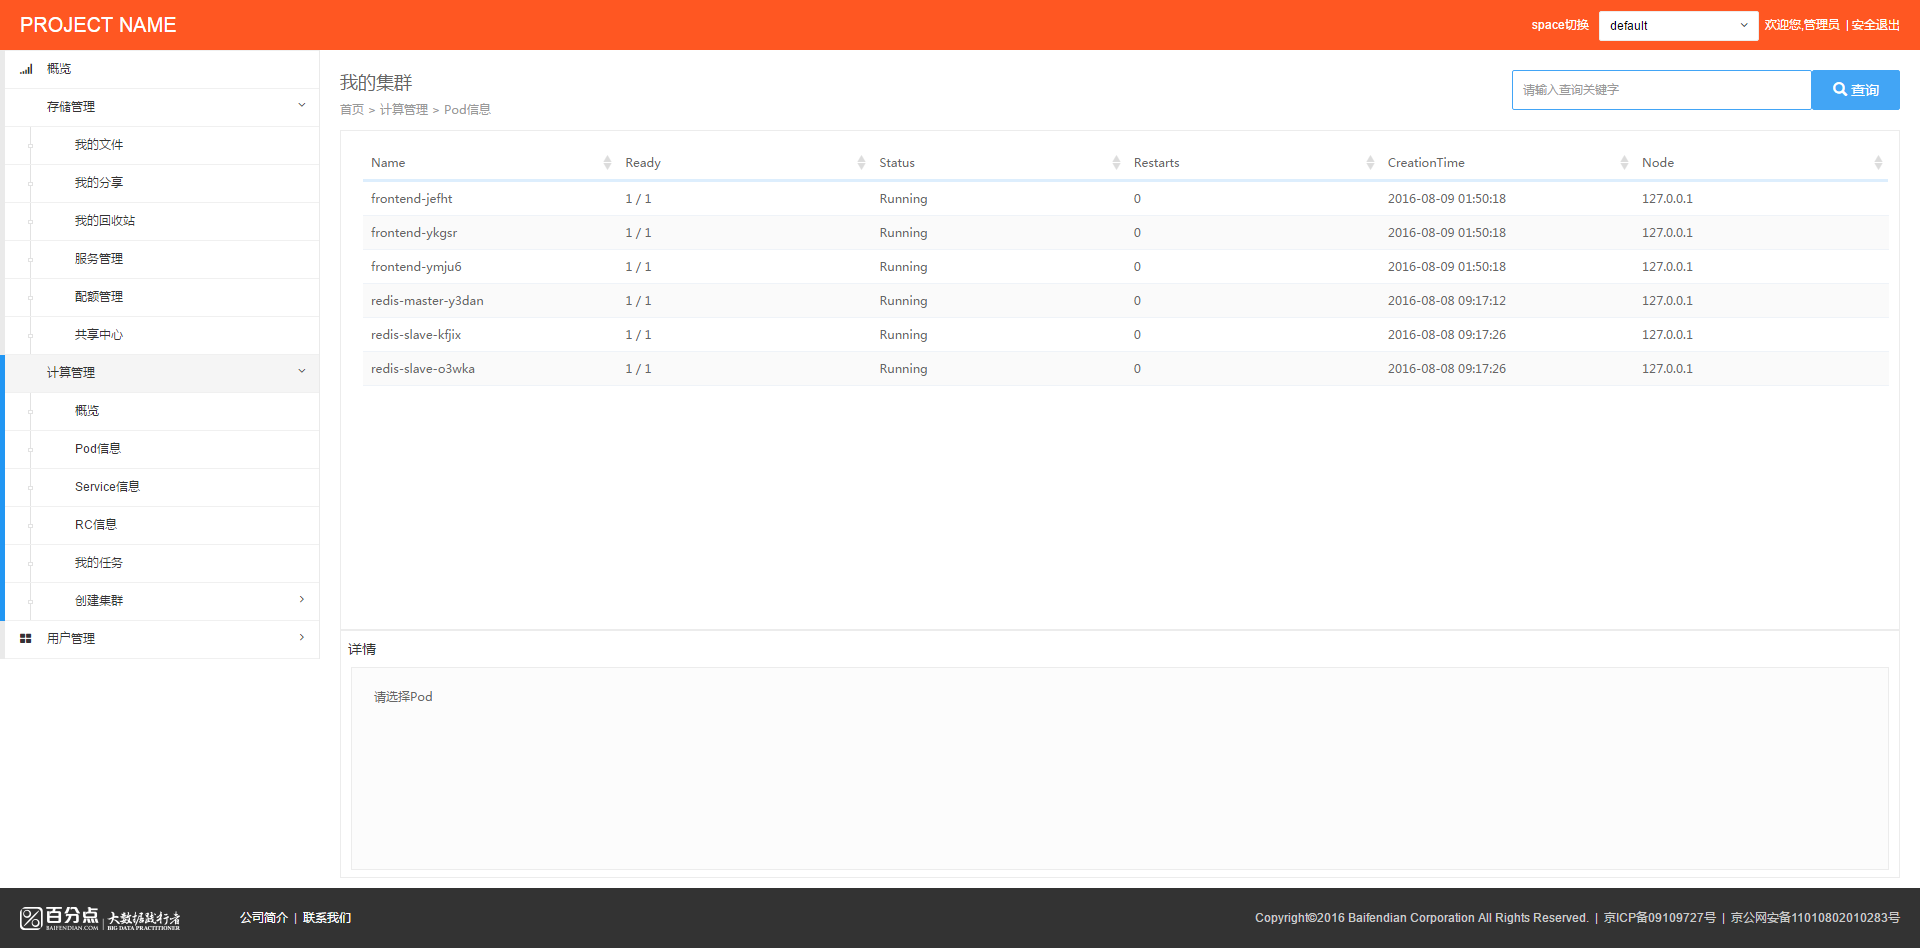 PROJECT NAME
space切换 default 欢迎您,管理员 | 安全退出
概览
存储管理
我的文件
我的分享
我的回收站
服务管理
配额管理
共享中心
计算管理
概览
Pod信息
Service信息
RC信息
我的任务
创建集群
用户管理
我的集群
首页 > 计算管理 > Pod信息
请输入查询关键字 查询
Name Ready Status Restarts CreationTime Node
frontend-jefht 1 / 1 Running 0 2016-08-09 01:50:18 127.0.0.1
frontend-ykgsr 1 / 1 Running 0 2016-08-09 01:50:18 127.0.0.1
frontend-ymju6 1 / 1 Running 0 2016-08-09 01:50:18 127.0.0.1
redis-master-y3dan 1 / 1 Running 0 2016-08-08 09:17:12 127.0.0.1
redis-slave-kfjix 1 / 1 Running 0 2016-08-08 09:17:26 127.0.0.1
redis-slave-o3wka 1 / 1 Running 0 2016-08-08 09:17:26 127.0.0.1
详情
请选择Pod
百分点 | 大数据践行者
BAIFENDIAN.COM BIG DATA PRACTITIONER
公司简介 | 联系我们
Copyright©2016 Baifendian Corporation All Rights Reserved. | 京ICP备09109727号 | 京公网安备11010802010283号